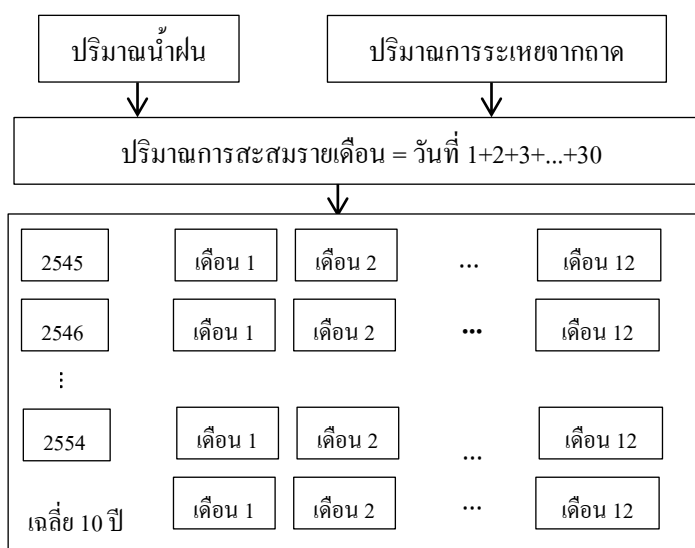 ปริมาณน้ำฝน ปริมาณการระเหยจากถาด
ปริมาณการสะสมรายเดือน = วันที่ 1+2+3+...+30
2545 เดือน 1 เดือน 2 ... เดือน 12
2546 เดือน 1 เดือน 2 ... เดือน 12
⋮
2554 เดือน 1 เดือน 2 ... เดือน 12
เฉลี่ย 10 ปี เดือน 1 เดือน 2 ... เดือน 12